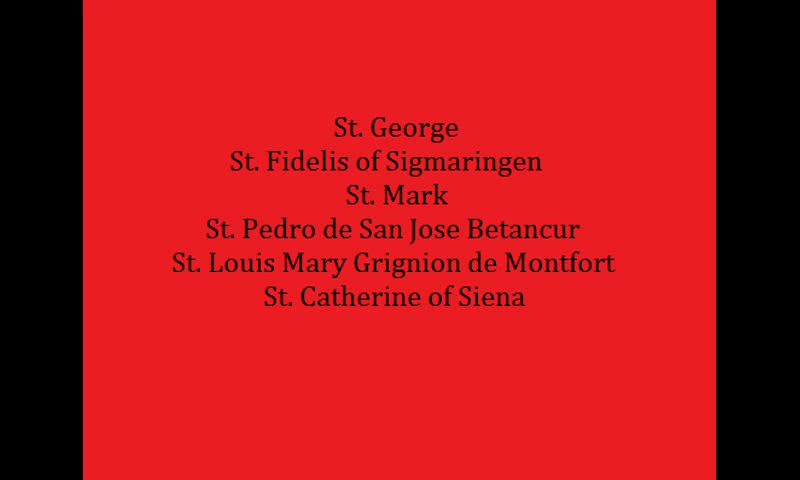 St. George
St. Fidelis of Sigmaringen
St. Mark
St. Pedro de San Jose Betancur
St. Louis Mary Grignion de Montfort
St. Catherine of Siena